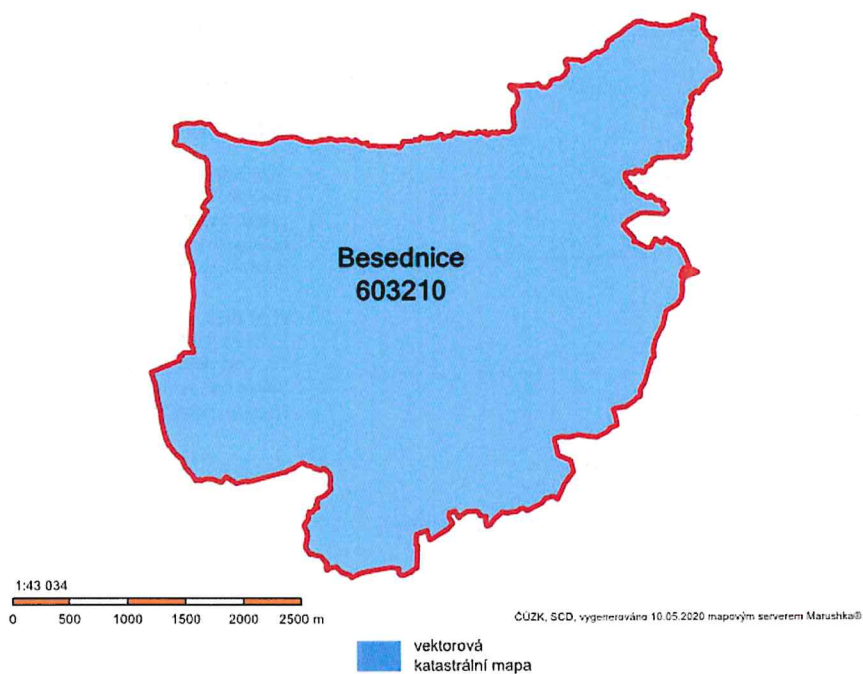 Besednice
603210
1:43 034
0 500 1000 1500 2000 2500 m
ČÚZK, SCD, vygenerováno 10.05.2020 mapovým serverem Marushka®
vektorová
katastrální mapa